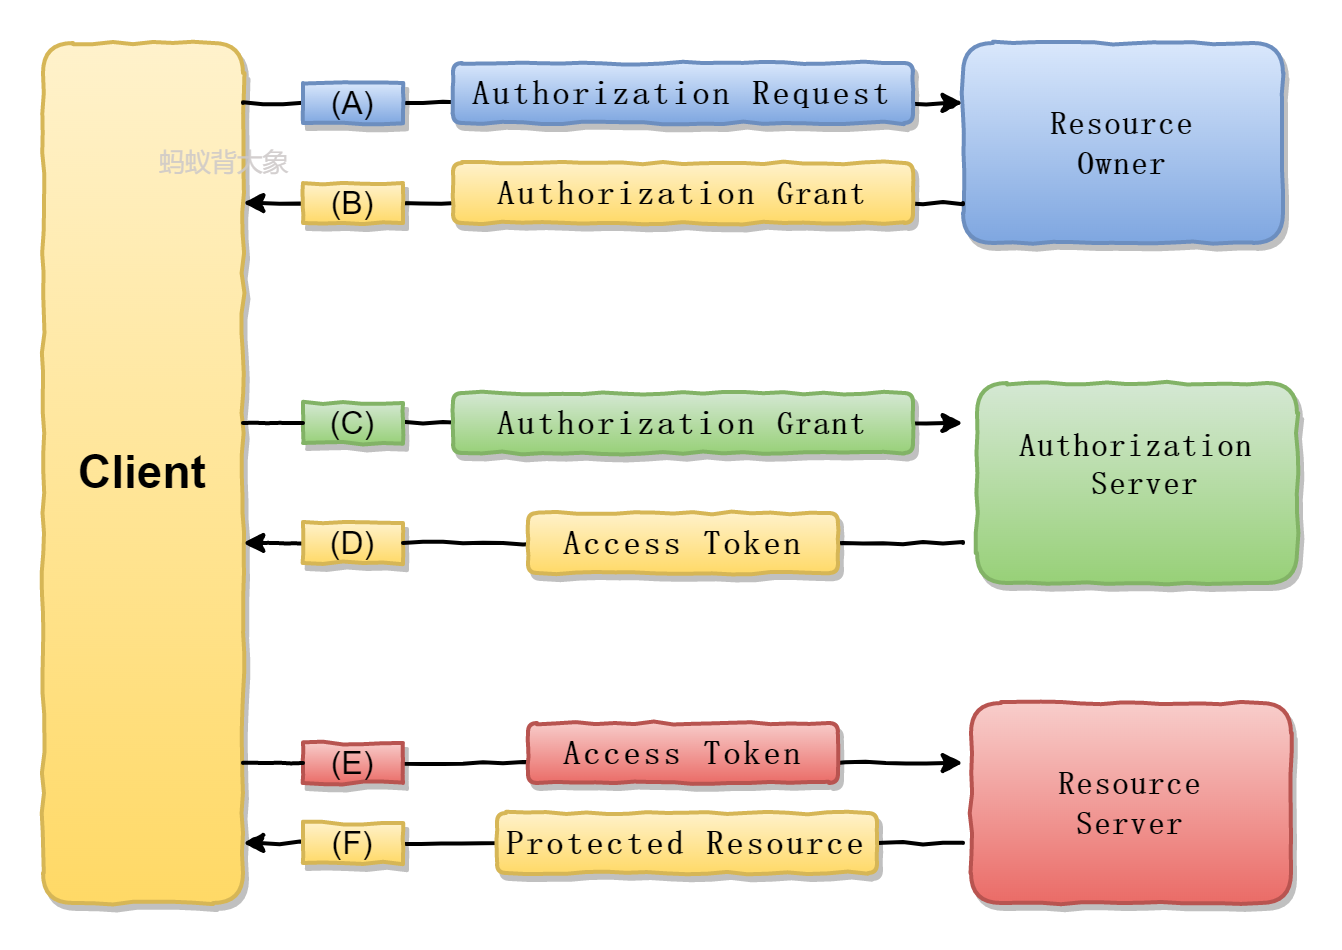 (A)
Authorization Request
Resource
Owner
蚂蚁背大象
(B)
Authorization Grant
Client
(C)
Authorization Grant
Authorization
Server
(D)
Access Token
(E)
Access Token
Resource
Server
(F)
Protected Resource